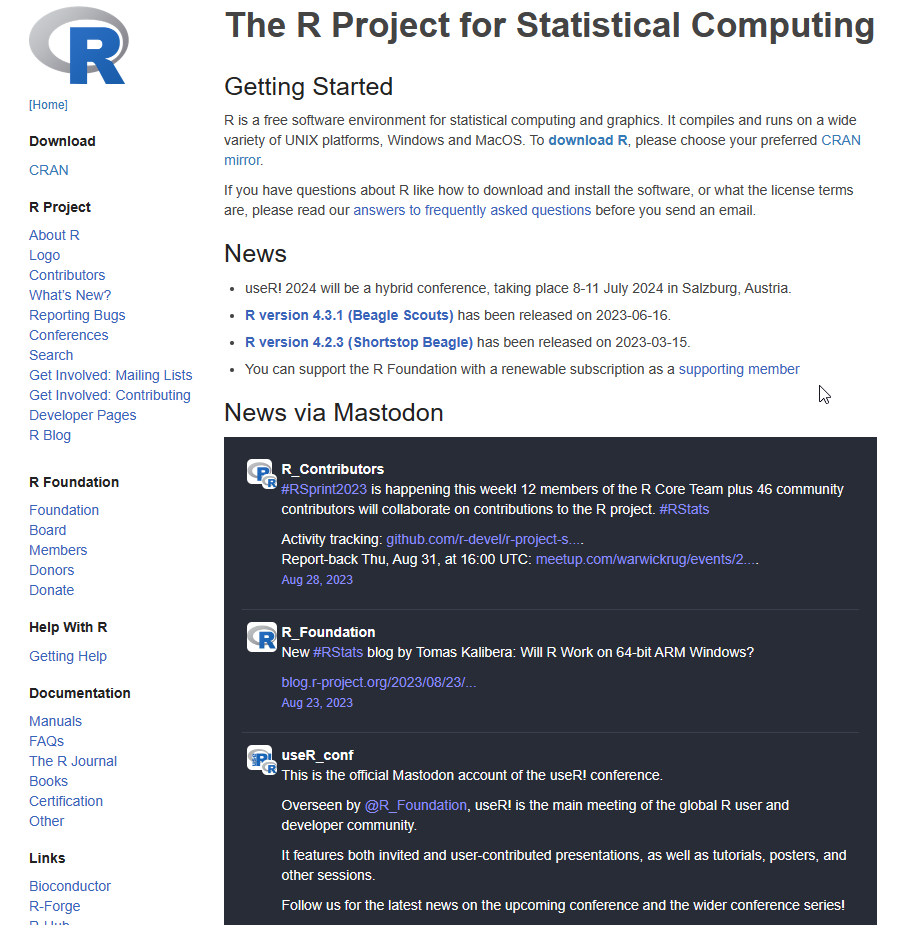 R
[Home]
Download
CRAN
R Project
About R
Logo
Contributors
What's New?
Reporting Bugs
Conferences
Search
Get Involved: Mailing Lists
Get Involved: Contributing
Developer Pages
R Blog
R Foundation
Foundation
Board
Members
Donors
Donate
Help With R
Getting Help
Documentation
Manuals
FAQs
The R Journal
Books
Certification
Other
Links
Bioconductor
R-Forge
R-Hub
The R Project for Statistical Computing
Getting Started
R is a free software environment for statistical computing and graphics. It compiles and runs on a wide
variety of UNIX platforms, Windows and MacOS. To download R, please choose your preferred CRAN
mirror.
If you have questions about R like how to download and install the software, or what the license terms
are, please read our answers to frequently asked questions before you send an email.
News
• useR! 2024 will be a hybrid conference, taking place 8-11 July 2024 in Salzburg, Austria.
• R version 4.3.1 (Beagle Scouts) has been released on 2023-06-16.
• R version 4.2.3 (Shortstop Beagle) has been released on 2023-03-15.
• You can support the R Foundation with a renewable subscription as a supporting member
News via Mastodon
R_Contributors
#RSprint2023 is happening this week! 12 members of the R Core Team plus 46 community
contributors will collaborate on contributions to the R project. #RStats
Activity tracking: github.com/r-devel/r-project-s....
Report-back Thu, Aug 31, at 16:00 UTC: meetup.com/warwickrug/events/2....
Aug 28, 2023
R_Foundation
New #RStats blog by Tomas Kalibera: Will R Work on 64-bit ARM Windows?
blog.r-project.org/2023/08/23/...
Aug 23, 2023
useR_conf
This is the official Mastodon account of the useR! conference.
Overseen by @R_Foundation, useR! is the main meeting of the global R user and
developer community.
It features both invited and user-contributed presentations, as well as tutorials, posters, and
other sessions.
Follow us for the latest news on the upcoming conference and the wider conference series!